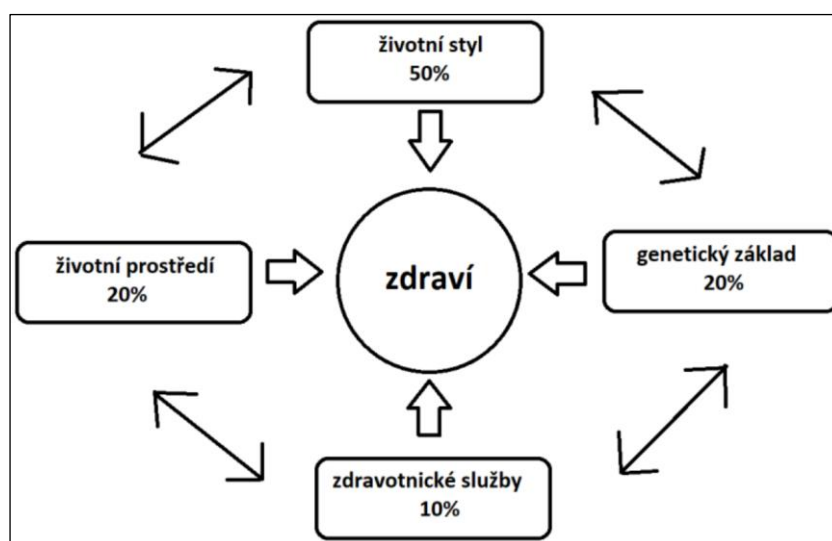 životní styl
50%
životní prostředí
20%
zdraví
genetický základ
20%
zdravotnické služby
10%